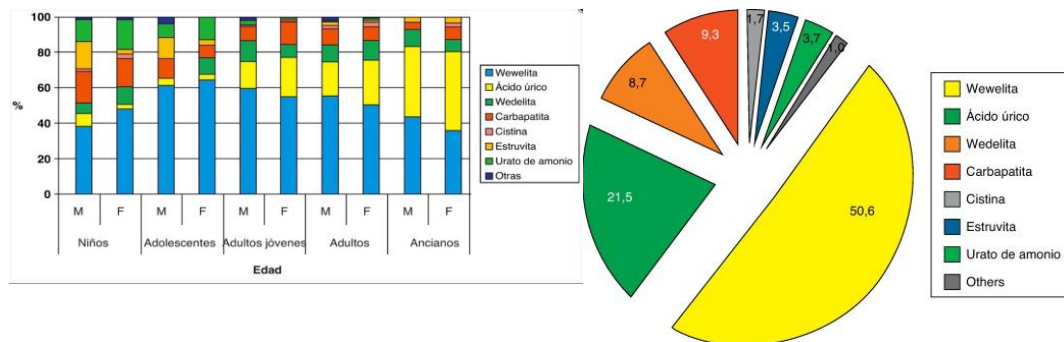 100
80
60
%
40
20
0
M F M F M F M F M F
Niños Adolescentes Adultos jóvenes Adultos Ancianos
Edad
Wewelita
Ácido úrico
Wedelita
Carbapatita
Cistina
Estruvita
Urato de amonio
Otras
1,7
3,5
3,7
1,0
9,3
8,7
21,5
50,6
Wewelita
Ácido úrico
Wedelita
Carbapatita
Cistina
Estruvita
Urato de amonio
Others